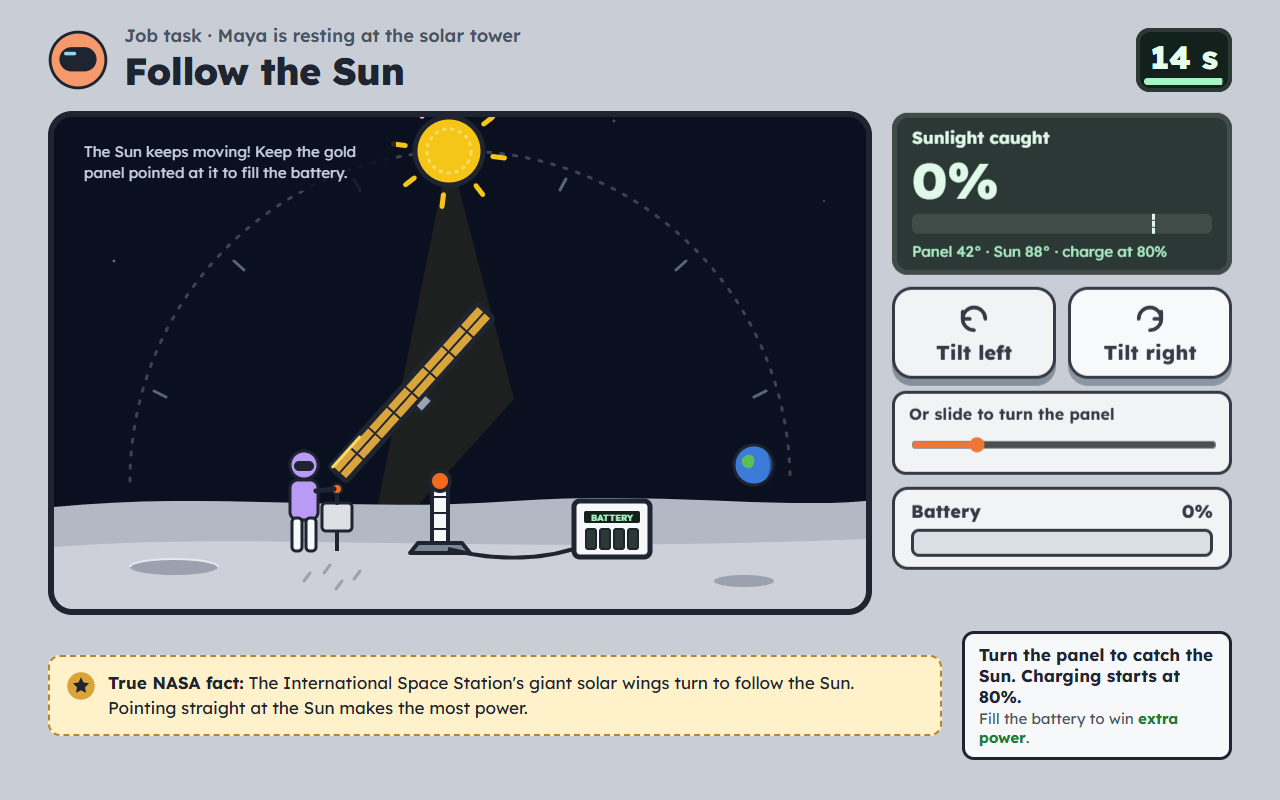 Job task · Maya is resting at the solar tower
Follow the Sun
14 s
The Sun keeps moving! Keep the gold
panel pointed at it to fill the battery.
Sunlight caught
0%
Panel 42° · Sun 88° · charge at 80%
Tilt left
Tilt right
Or slide to turn the panel
Battery 0%
BATTERY
True NASA fact: The International Space Station's giant solar wings turn to follow the Sun.
Pointing straight at the Sun makes the most power.
Turn the panel to catch the
Sun. Charging starts at
80%.
Fill the battery to win extra
power.